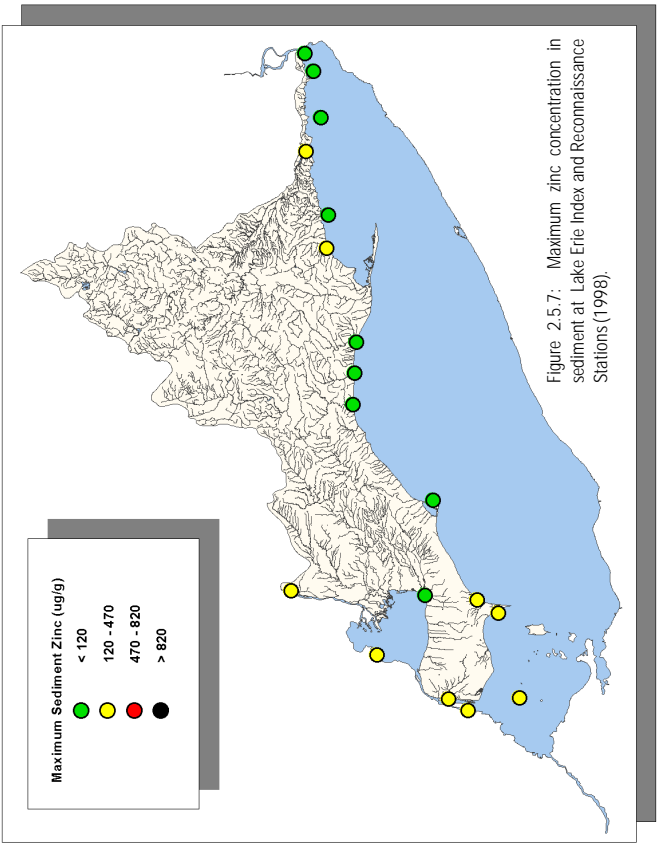 Maximum Sediment Zinc (ug/g)
< 120
120 - 470
470 - 820
> 820
Figure 2.5.7: Maximum zinc concentration in
sediment at Lake Erie Index and Reconnaissance
Stations (1998).